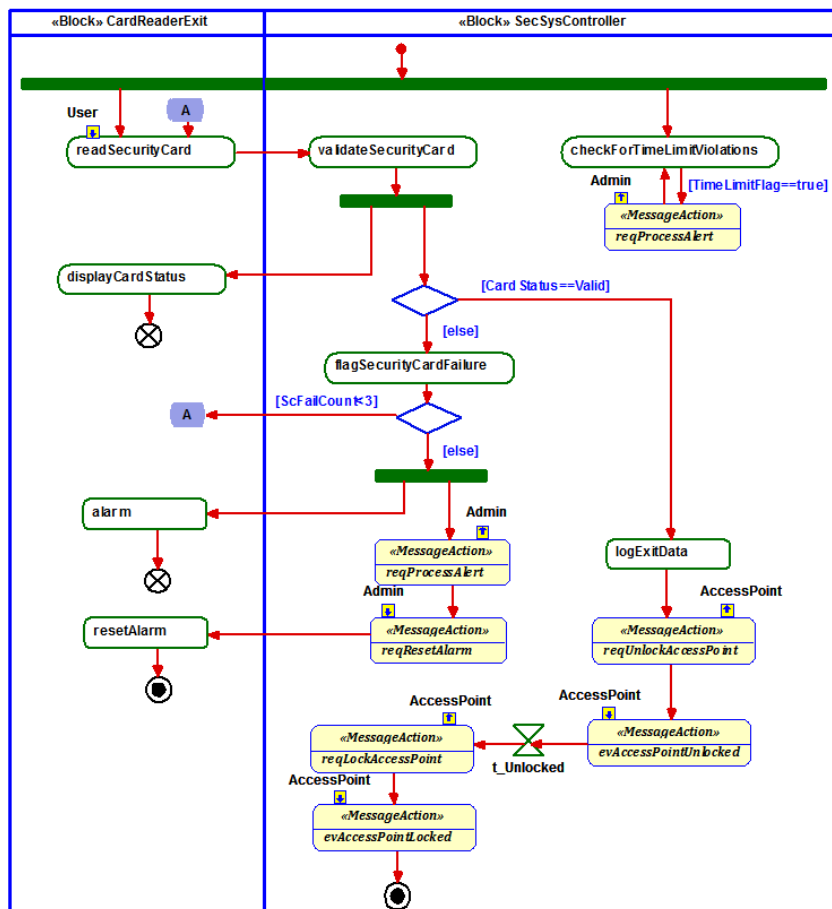 «Block» CardReaderExit
«Block» SecSysController
User
A
readSecurityCard
validateSecurityCard
checkForTimeLimitViolations
Admin
[TimeLimitFlag==true]
«MessageAction»
reqProcessAlert
displayCardStatus
[Card Status==Valid]
[else]
flagSecurityCardFailure
[ScFailCount<3]
A
[else]
alarm
Admin
«MessageAction»
reqProcessAlert
logExitData
Admin
AccessPoint
resetAlarm
«MessageAction»
reqResetAlarm
«MessageAction»
reqUnlockAccessPoint
AccessPoint
AccessPoint
«MessageAction»
reqLockAccessPoint
t_Unlocked
«MessageAction»
evAccessPointUnlocked
AccessPoint
«MessageAction»
evAccessPointLocked